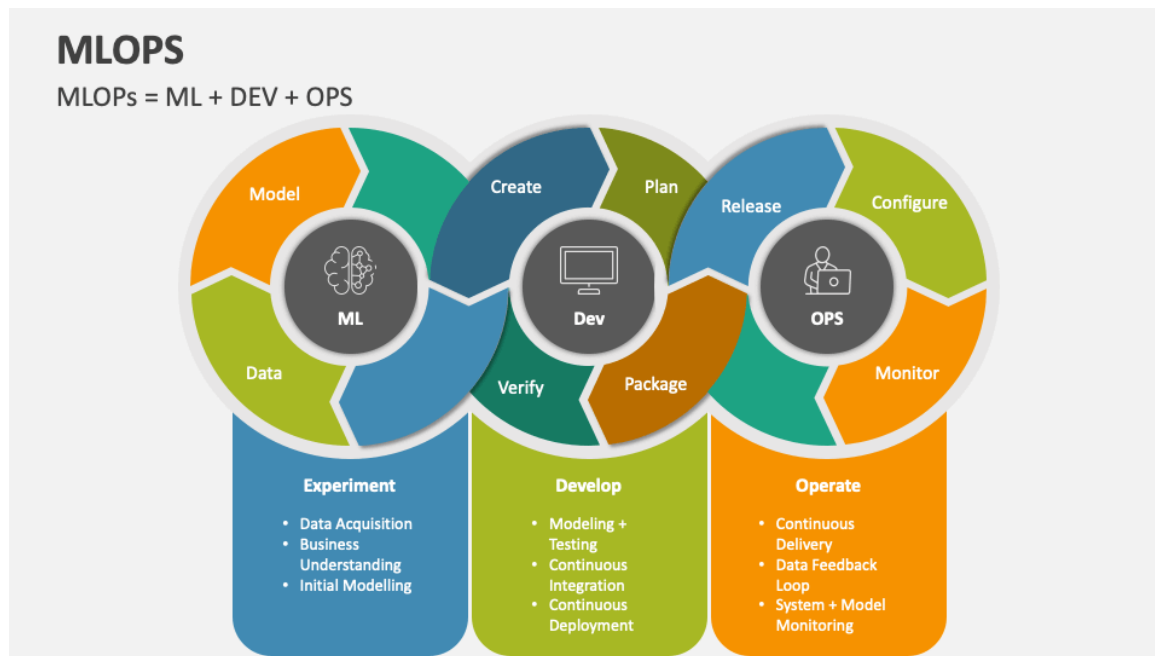 MLOPS
MLOPs = ML + DEV + OPS
Model
Create
Plan
Release
Configure
ML
Dev
OPS
Data
Verify
Package
Monitor
Experiment
• Data Acquisition
• Business
Understanding
• Initial Modelling
Develop
• Modeling +
Testing
• Continuous
Integration
• Continuous
Deployment
Operate
• Continuous
Delivery
• Data Feedback
Loop
• System + Model
Monitoring